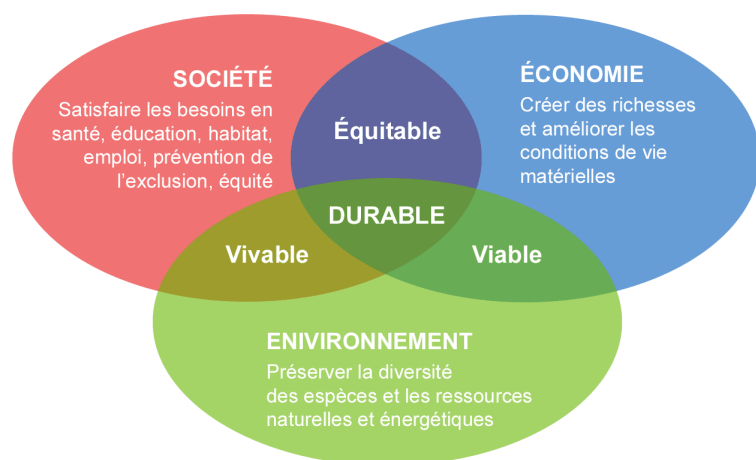 SOCIÉTÉ
Satisfaire les besoins en
santé, éducation, habitat,
emploi, prévention de
l’exclusion, équité
Équitable
ÉCONOMIE
Créer des richesses
et améliorer les
conditions de vie
matérielles
DURABLE
Vivable
Viable
ENIVIRONNEMENT
Préserver la diversité
des espèces et les ressources
naturelles et énergétiques